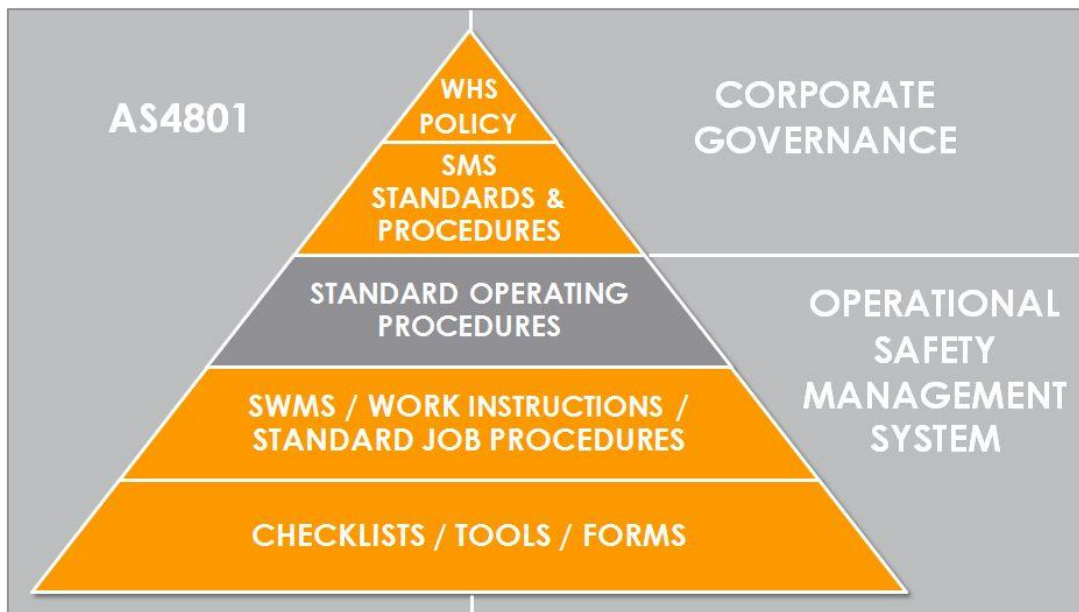 AS4801
WHS
POLICY
SMS
STANDARDS &
PROCEDURES
STANDARD OPERATING
PROCEDURES
SWMS / WORK INSTRUCTIONS /
STANDARD JOB PROCEDURES
CHECKLISTS / TOOLS / FORMS
CORPORATE
GOVERNANCE
OPERATIONAL
SAFETY
MANAGEMENT
SYSTEM